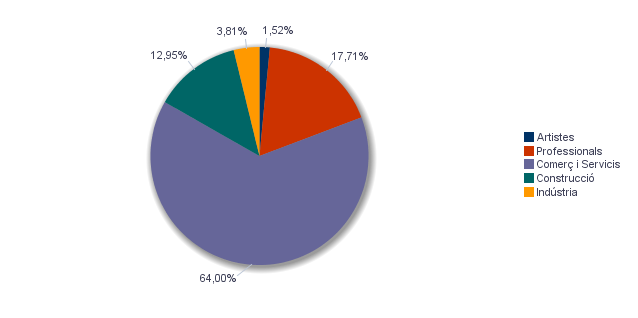 3,81%
1,52%
12,95%
17,71%
64,00%
Artistes
Professionals
Comerç i Servicis
Construcció
Indústria